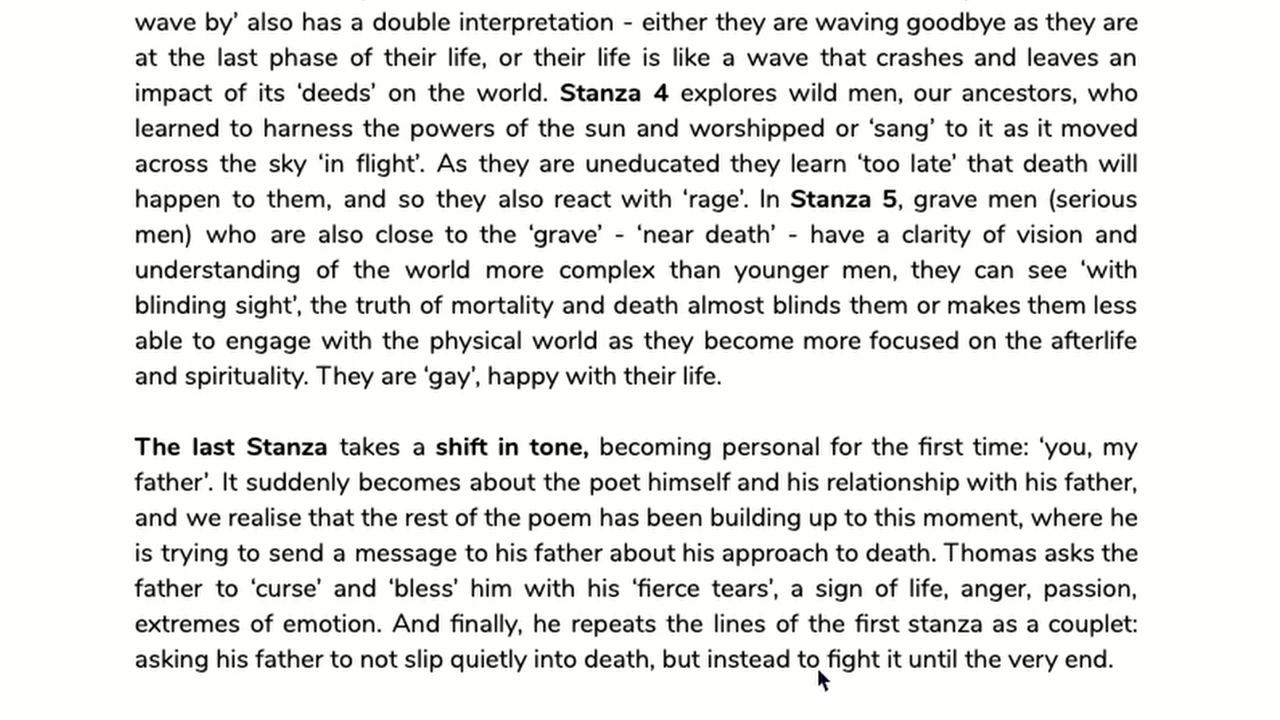 wave by’ also has a double interpretation - either they are waving goodbye as they are
at the last phase of their life, or their life is like a wave that crashes and leaves an
impact of its ‘deeds’ on the world. Stanza 4 explores wild men, our ancestors, who
learned to harness the powers of the sun and worshipped or ‘sang’ to it as it moved
across the sky ‘in flight’. As they are uneducated they learn ‘too late’ that death will
happen to them, and so they also react with ‘rage’. In Stanza 5, grave men (serious
men) who are also close to the ‘grave’ - ‘near death’ - have a clarity of vision and
understanding of the world more complex than younger men, they can see ‘with
blinding sight’, the truth of mortality and death almost blinds them or makes them less
able to engage with the physical world as they become more focused on the afterlife
and spirituality. They are ‘gay’, happy with their life.
The last Stanza takes a shift in tone, becoming personal for the first time: ‘you, my
father’. It suddenly becomes about the poet himself and his relationship with his father,
and we realise that the rest of the poem has been building up to this moment, where he
is trying to send a message to his father about his approach to death. Thomas asks the
father to ‘curse’ and ‘bless’ him with his ‘fierce tears’, a sign of life, anger, passion,
extremes of emotion. And finally, he repeats the lines of the first stanza as a couplet:
asking his father to not slip quietly into death, but instead to fight it until the very end.